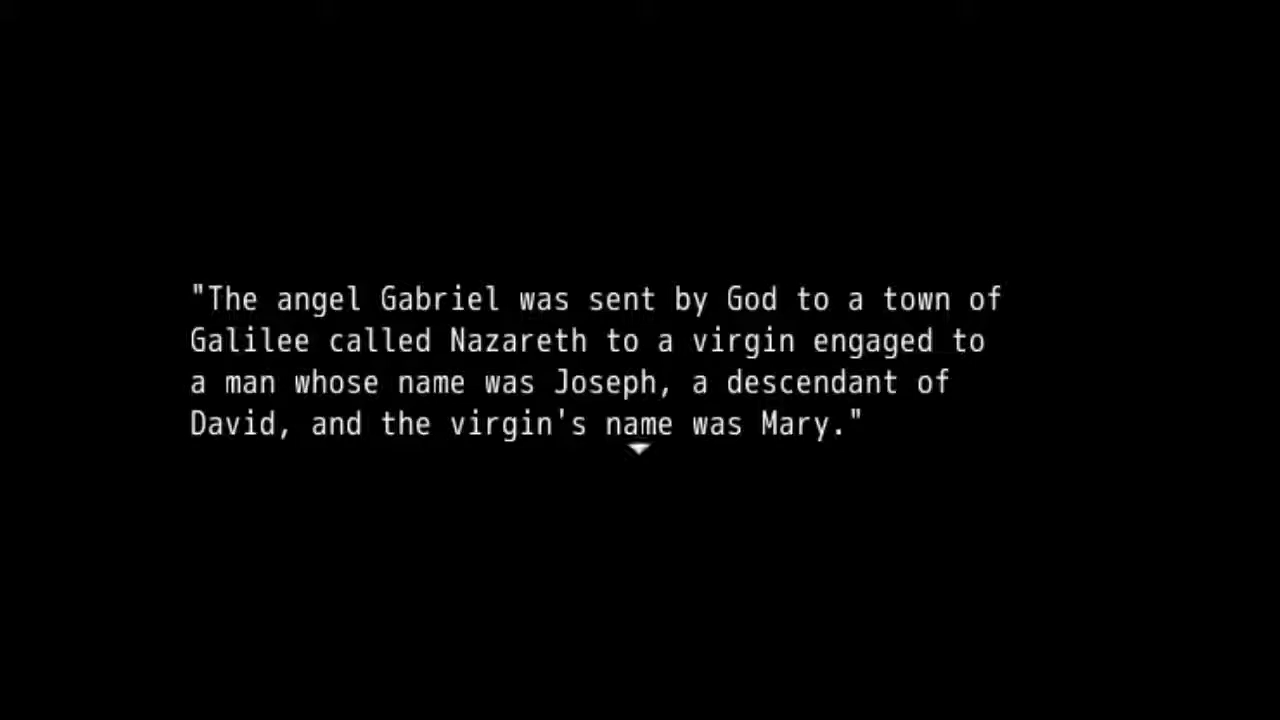 "The angel Gabriel was sent by God to a town of
Galilee called Nazareth to a virgin engaged to
a man whose name was Joseph, a descendant of
David, and the virgin's name was Mary."